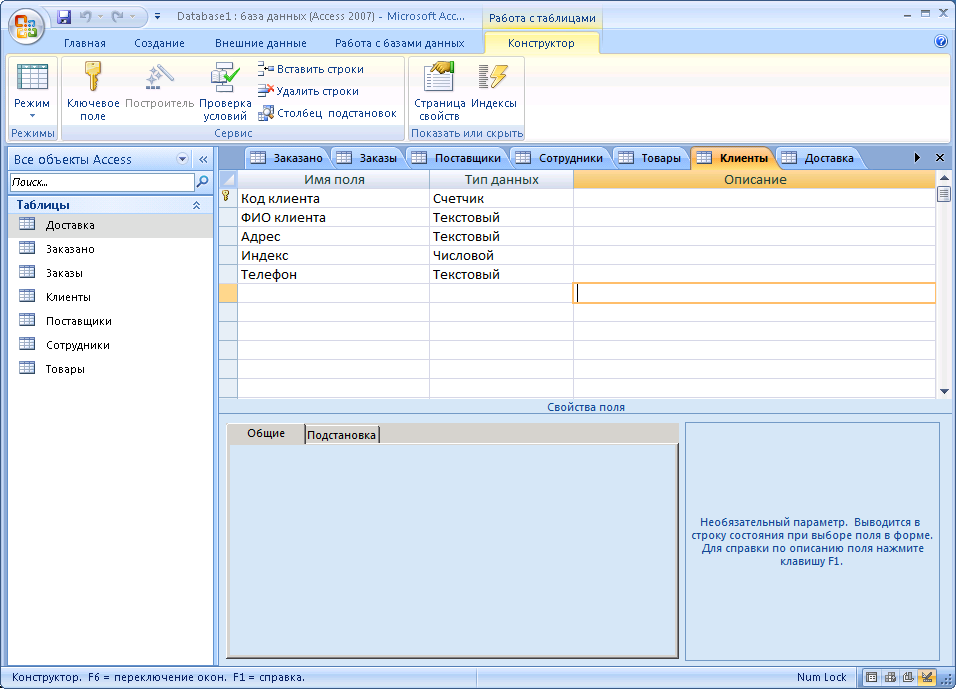 Database1 : база данных (Access 2007) - Microsoft Acc...
Работа с таблицами
Главная Создание Внешние данные Работа с базами данных Конструктор
Режим
Ключевое поле
Построитель
Проверка условий
Вставить строки
Удалить строки
Столбец подстановок
Страница свойств
Индексы
Режимы
Сервис
Показать или скрыть
Все объекты Access
Поиск...
Таблицы
Доставка
Заказано
Заказы
Клиенты
Поставщики
Сотрудники
Товары
Заказано Заказы Поставщики Сотрудники Товары Клиенты Доставка
Имя поля Тип данных Описание
Код клиента Счетчик
ФИО клиента Текстовый
Адрес Текстовый
Индекс Числовой
Телефон Текстовый
Свойства поля
Общие Подстановка
Необязательный параметр. Выводится в
строку состояния при выборе поля в форме.
Для справки по описанию поля нажмите
клавишу F1.
Конструктор. F6 = переключение окон. F1 = справка.
Num Lock